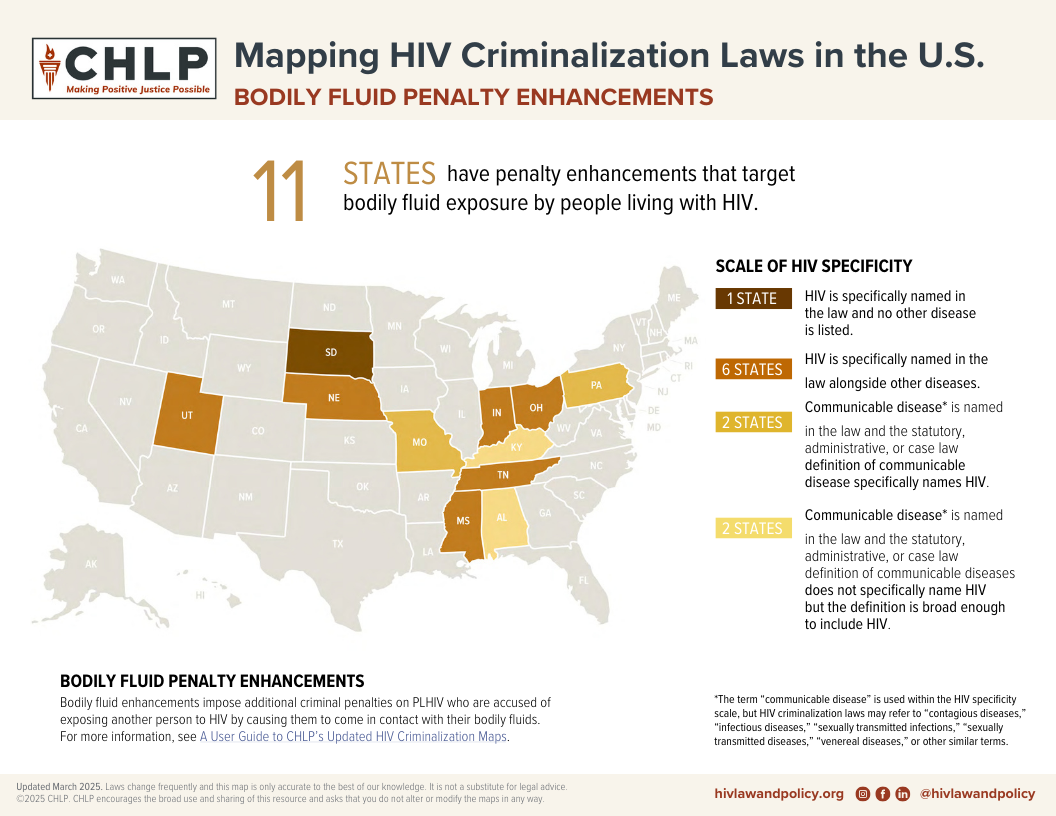 CHLP
Making Positive Justice Possible
Mapping HIV Criminalization Laws in the U.S.
BODILY FLUID PENALTY ENHANCEMENTS
11 STATES have penalty enhancements that target
bodily fluid exposure by people living with HIV.
WA
OR
CA
NV
ID
MT
WY
UT
AZ
CO
NM
ND
SD
NE
KS
OK
TX
MN
IA
MO
AR
LA
WI
IL
MI
IN
OH
KY
TN
MS
AL
GA
FL
SC
NC
VA
WV
PA
NY
VT
NH
ME
MA
RI
CT
NJ
DE
MD
AK
HI
SCALE OF HIV SPECIFICITY
1 STATE
HIV is specifically named in
the law and no other disease
is listed.
6 STATES
HIV is specifically named in the
law alongside other diseases.
2 STATES
Communicable disease* is named
in the law and the statutory,
administrative, or case law
definition of communicable
disease specifically names HIV.
2 STATES
Communicable disease* is named
in the law and the statutory,
administrative, or case law
definition of communicable diseases
does not specifically name HIV
but the definition is broad enough
to include HIV.
BODILY FLUID PENALTY ENHANCEMENTS
Bodily fluid enhancements impose additional criminal penalties on PLHIV who are accused of
exposing another person to HIV by causing them to come in contact with their bodily fluids.
For more information, see A User Guide to CHLP's Updated HIV Criminalization Maps.
*The term "communicable disease" is used within the HIV specificity
scale, but HIV criminalization laws may refer to "contagious diseases,"
"infectious diseases," "sexually transmitted infections," "sexually
transmitted diseases," "venereal diseases," or other similar terms.
Updated March 2025. Laws change frequently and this map is only accurate to the best of our knowledge. It is not a substitute for legal advice.
©2025 CHLP. CHLP encourages the broad use and sharing of this resource and asks that you do not alter or modify the maps in any way.
hivlawandpolicy.org
@hivlawandpolicy